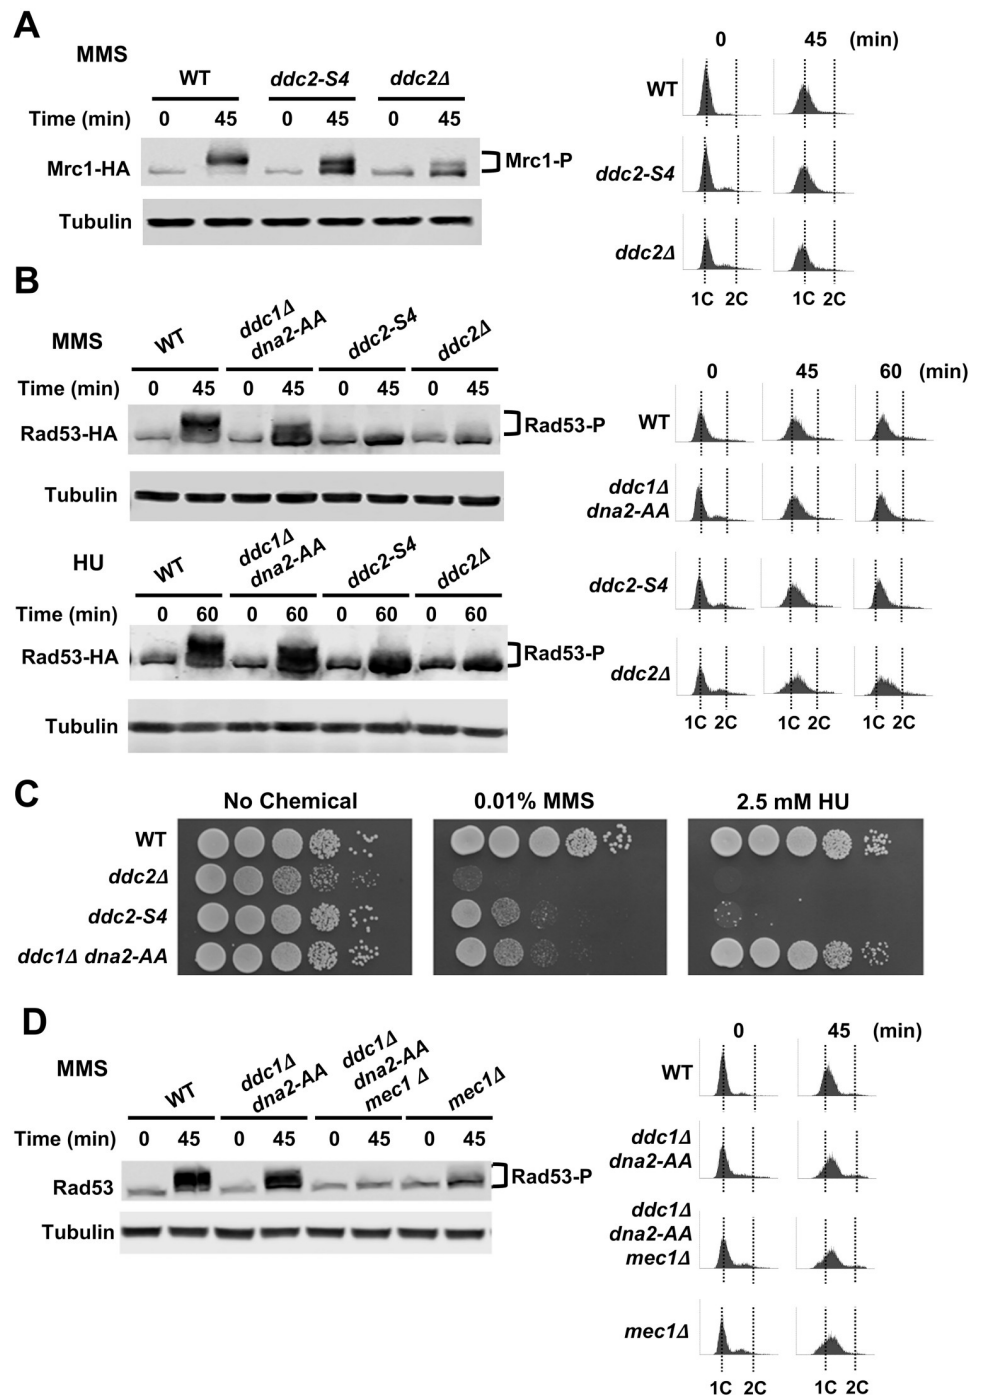 A
MMS
WT ddc2-S4 ddc2Δ
Time (min) 0 45 0 45 0 45
Mrc1-HA
Mrc1-P
Tubulin
0 45 (min)
WT
ddc2-S4
ddc2Δ
1C 2C 1C 2C
B
MMS
WT
ddc1Δ
dna2-AA
ddc2-S4
ddc2Δ
Time (min) 0 45 0 45 0 45 0 45
Rad53-HA
Rad53-P
Tubulin
HU
WT
ddc1Δ
dna2-AA
ddc2-S4
ddc2Δ
Time (min) 0 60 0 60 0 60 0 60
Rad53-HA
Rad53-P
Tubulin
0 45 60 (min)
WT
ddc1Δ
dna2-AA
ddc2-S4
ddc2Δ
1C 2C 1C 2C 1C 2C
C
No Chemical 0.01% MMS 2.5 mM HU
WT
ddc2Δ
ddc2-S4
ddc1Δ dna2-AA
D
MMS
WT
ddc1Δ
dna2-AA
ddc1Δ
dna2-AA
mec1 Δ
mec1Δ
Time (min) 0 45 0 45 0 45 0 45
Rad53
Rad53-P
Tubulin
0 45 (min)
WT
ddc1Δ
dna2-AA
ddc1Δ
dna2-AA
mec1Δ
mec1Δ
1C 2C 1C 2C